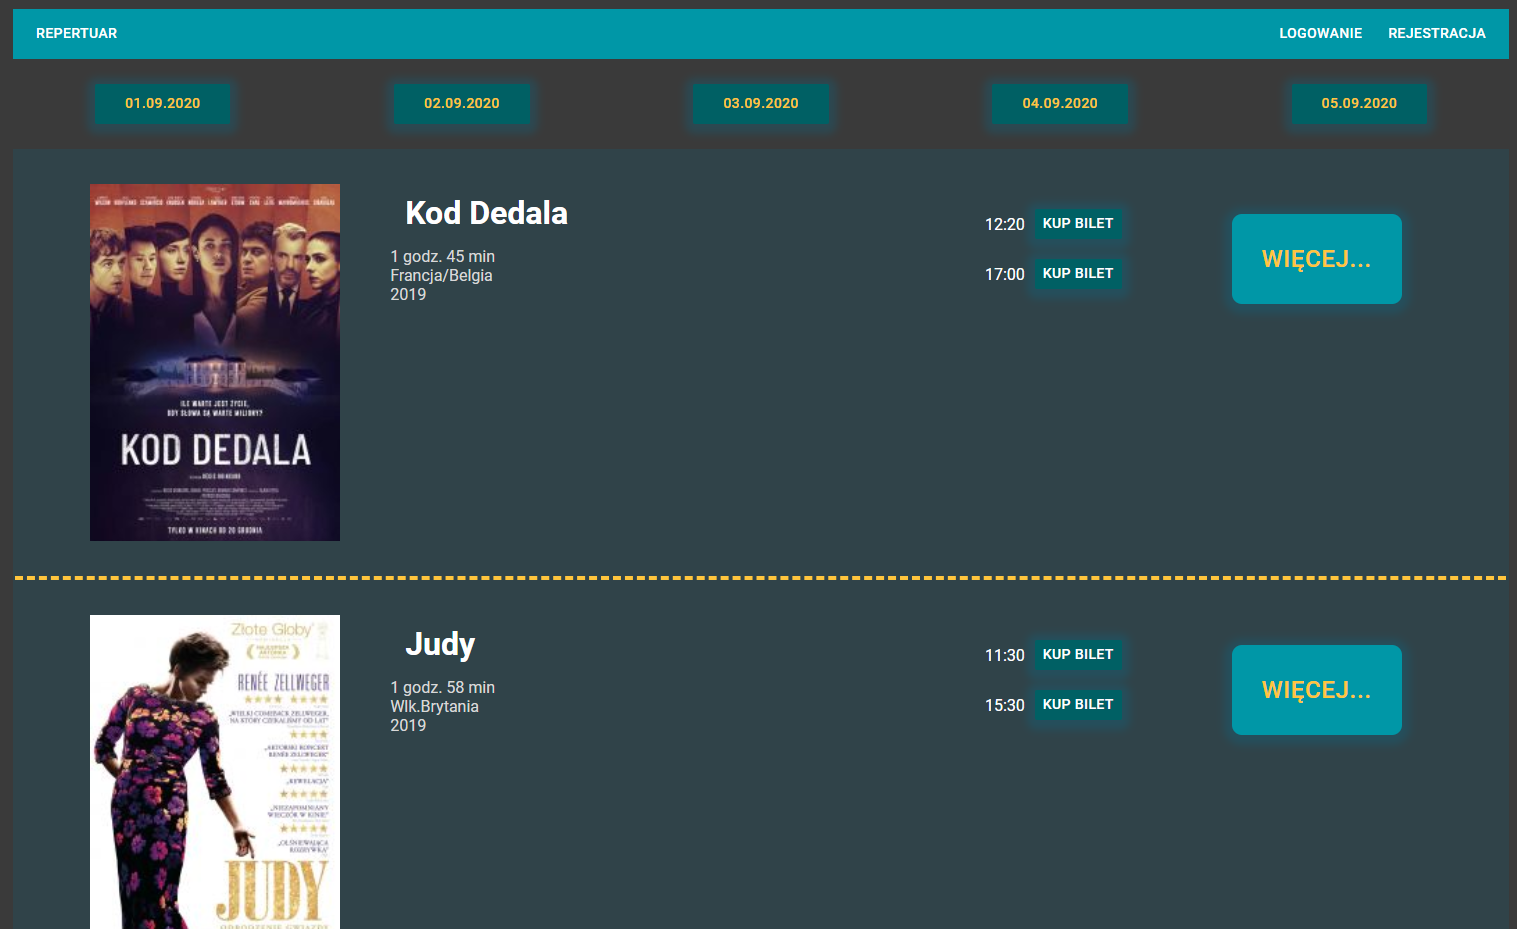 REPERTUAR
LOGOWANIE REJESTRACJA
01.09.2020 02.09.2020 03.09.2020 04.09.2020 05.09.2020
Kod Dedala
1 godz. 45 min
Francja/Belgia
2019
12:20 KUP BILET
17:00 KUP BILET
WIĘCEJ...
ILE WARTE JEST ŻYCIE,
GDY SŁOWA SĄ WARTE MILIONY?
KOD DEDALA
TYLKO W KINACH OD 20 GRUDNIA
Judy
1 godz. 58 min
Wlk.Brytania
2019
11:30 KUP BILET
15:30 KUP BILET
WIĘCEJ...
Złote Globy
NAJLEPSZA
AKTORKA
RENÉE ZELLWEGER
„WIELKI COMEBACK ZELLWEGER,
NA KTÓRY CZEKALIŚMY OD LAT”
„AKTORSKI KONCERT
RENÉE ZELLWEGER”
„REWELACJA”
„NIEZAPOMNIANY
WIECZÓR W KINIE”
„OLŚNIEWAJĄCA
ROZRYWKA”
JUDY